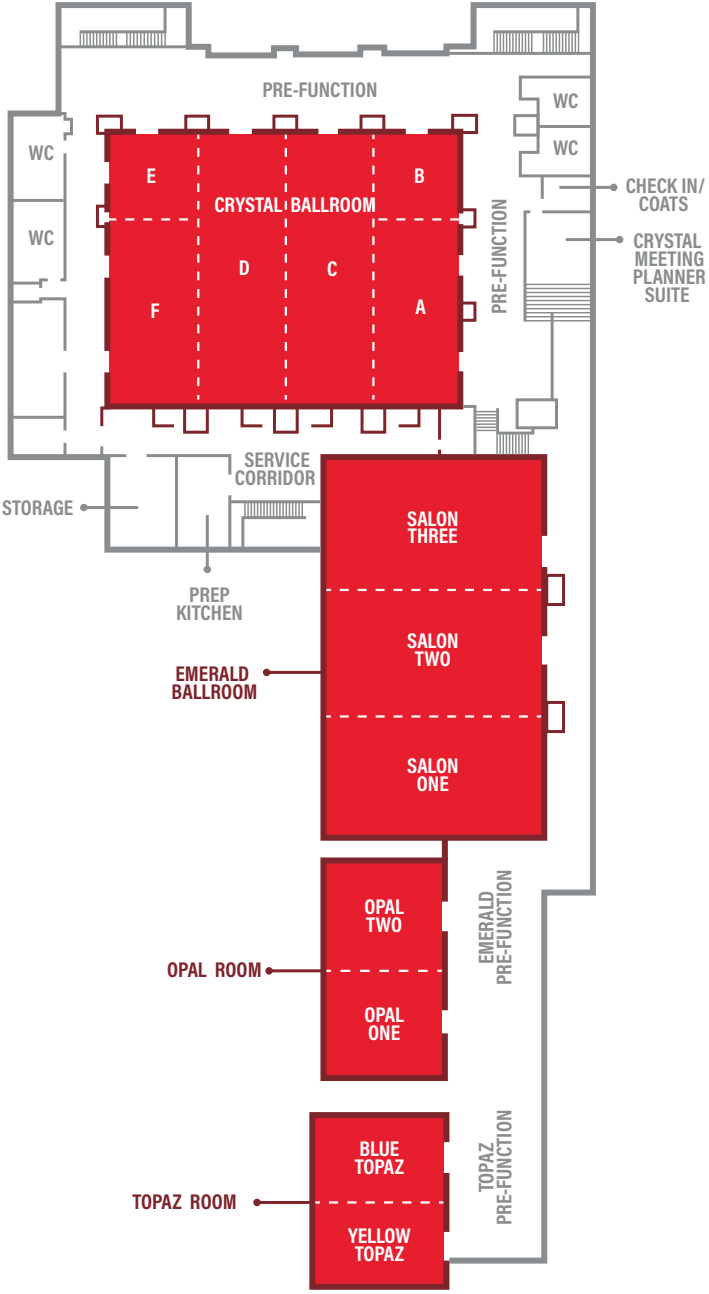 PRE-FUNCTION
WC
WC
WC
WC
E
B
CRYSTAL BALLROOM
D
C
F
A
PRE-FUNCTION
CHECK IN/
COATS
CRYSTAL
MEETING
PLANNER
SUITE
SERVICE
CORRIDOR
STORAGE
PREP
KITCHEN
SALON
THREE
SALON
TWO
EMERALD
BALLROOM
SALON
ONE
OPAL
TWO
EMERALD
PRE-FUNCTION
OPAL ROOM
OPAL
ONE
BLUE
TOPAZ
TOPAZ
PRE-FUNCTION
TOPAZ ROOM
YELLOW
TOPAZ